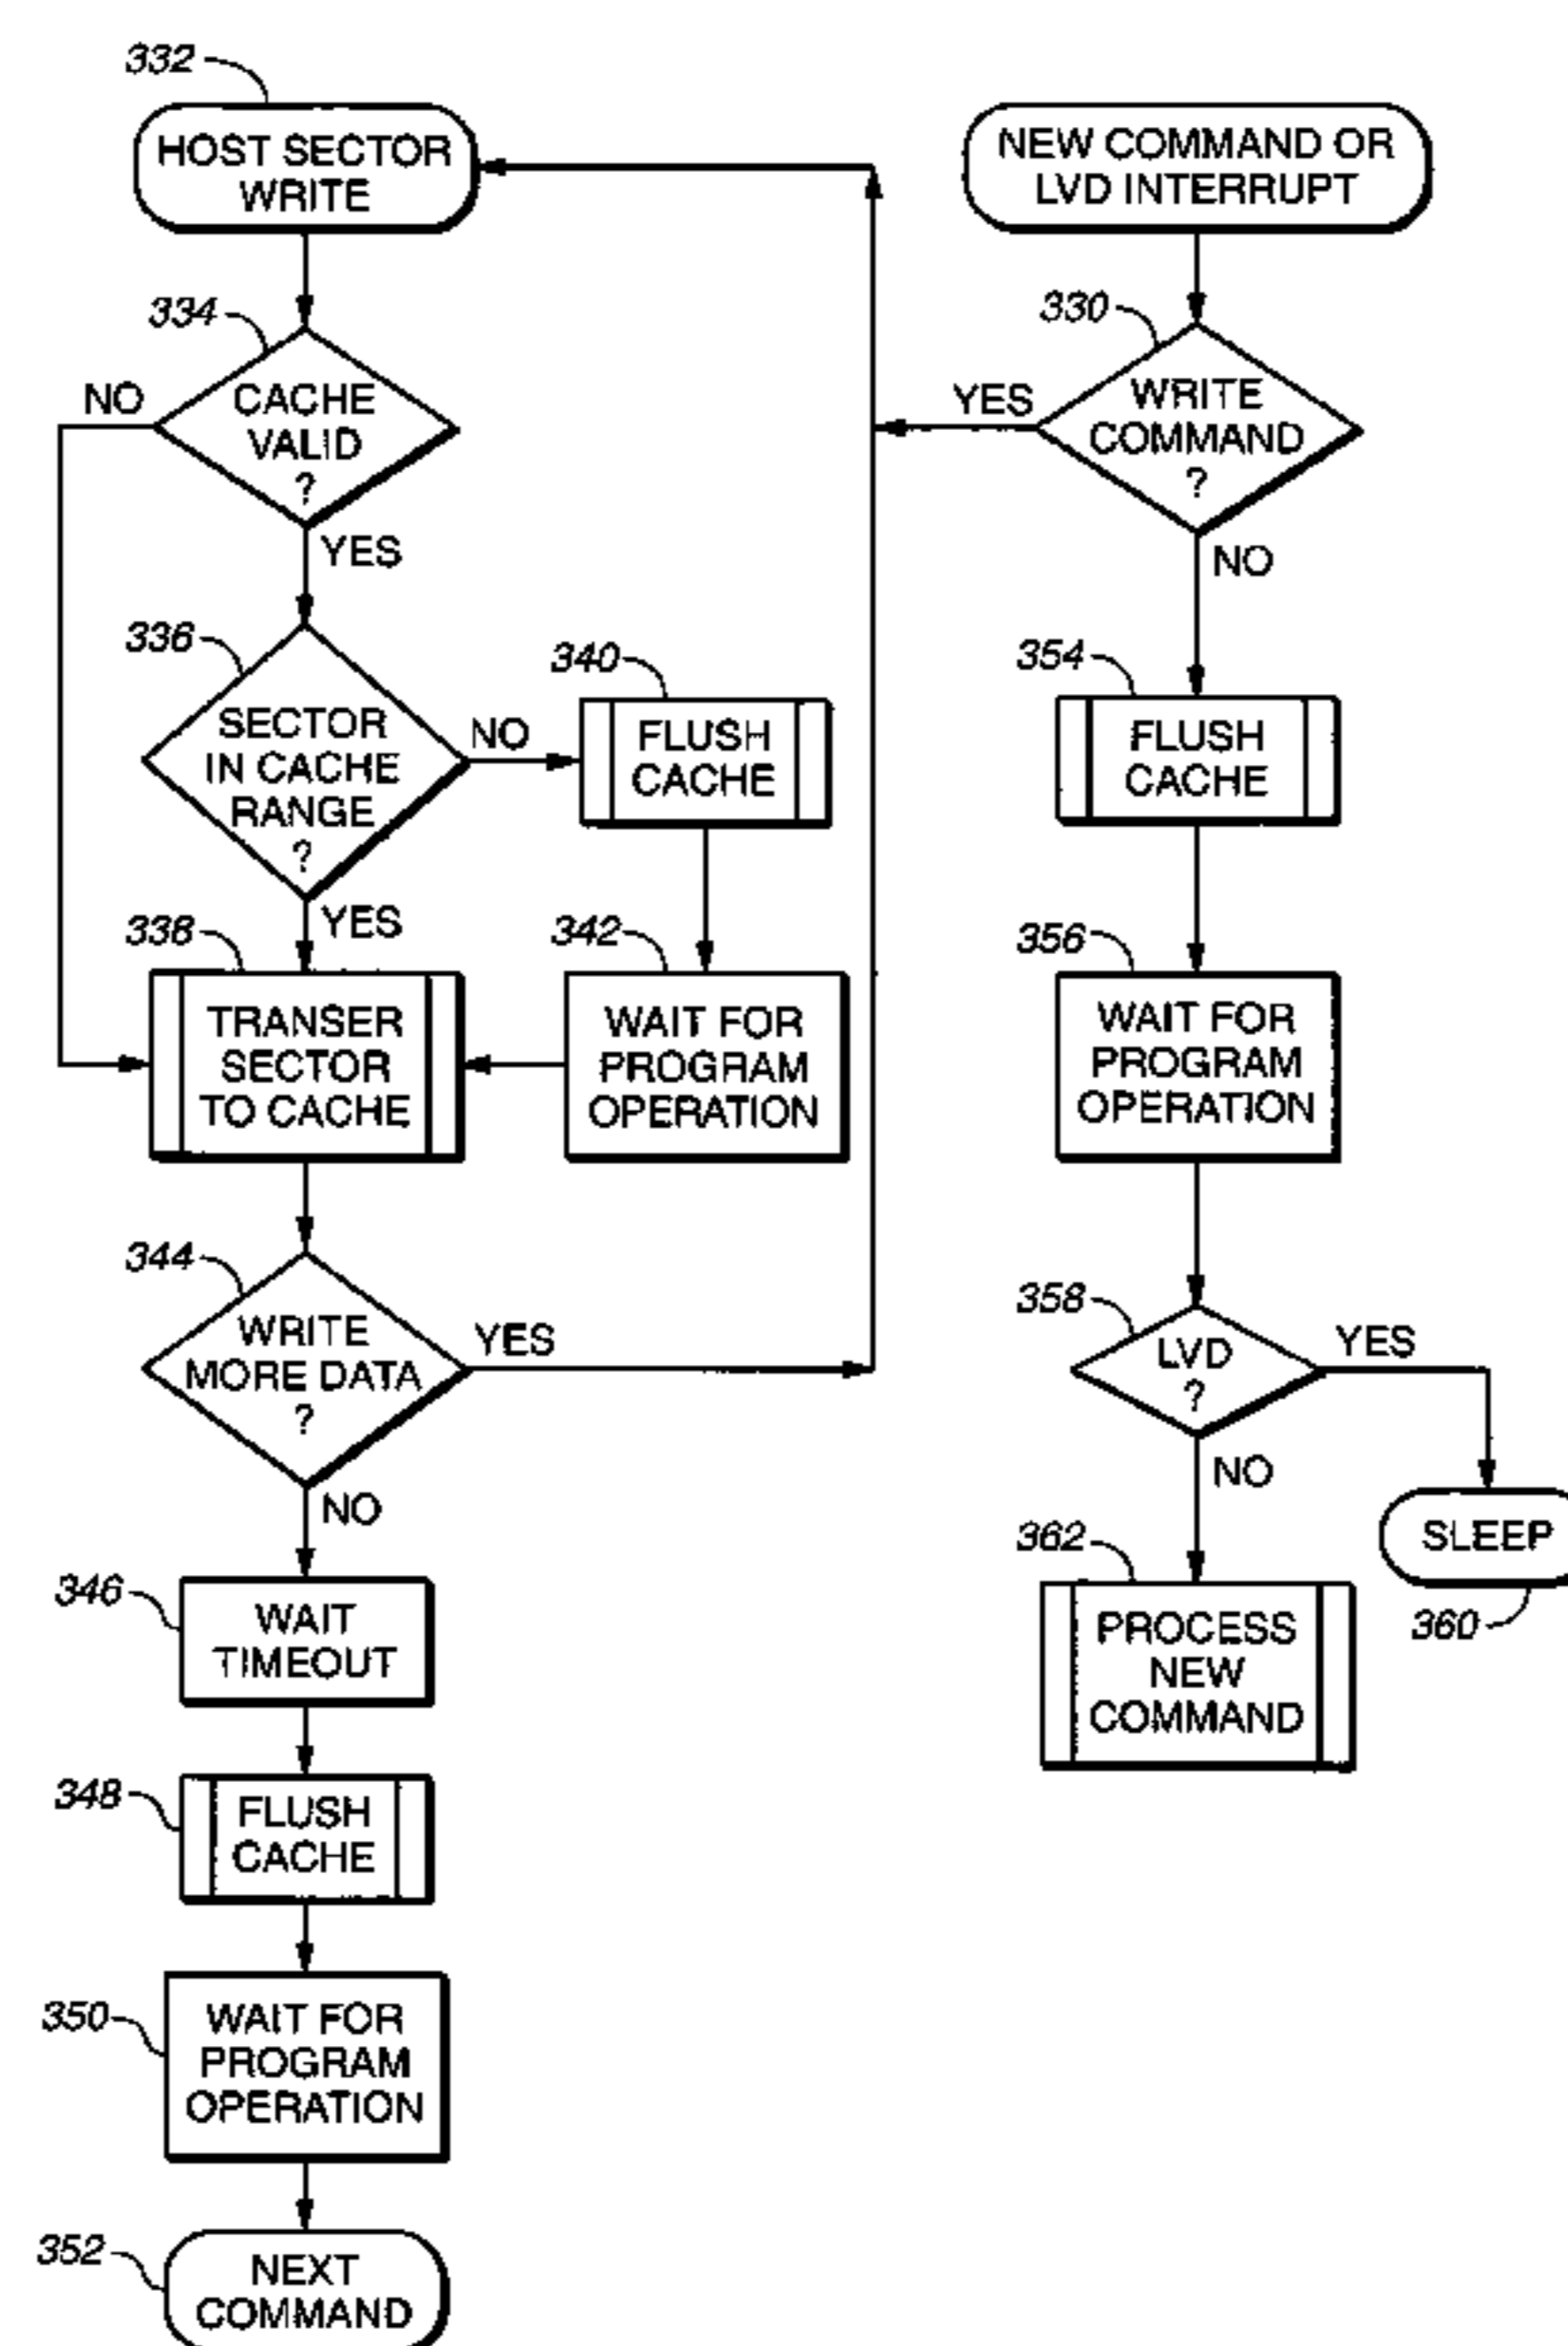 332
HOST SECTOR
WRITE
334
NO
CACHE
VALID
?
YES
336
SECTOR
IN CACHE
RANGE
?
NO
YES
340
FLUSH
CACHE
338
TRANSER
SECTOR
TO CACHE
342
WAIT FOR
PROGRAM
OPERATION
344
WRITE
MORE DATA
?
YES
NO
346
WAIT
TIMEOUT
348
FLUSH
CACHE
350
WAIT FOR
PROGRAM
OPERATION
352
NEXT
COMMAND
NEW COMMAND OR
LVD INTERRUPT
330
YES
WRITE
COMMAND
?
NO
354
FLUSH
CACHE
356
WAIT FOR
PROGRAM
OPERATION
358
LVD
?
YES
NO
SLEEP
360
362
PROCESS
NEW
COMMAND